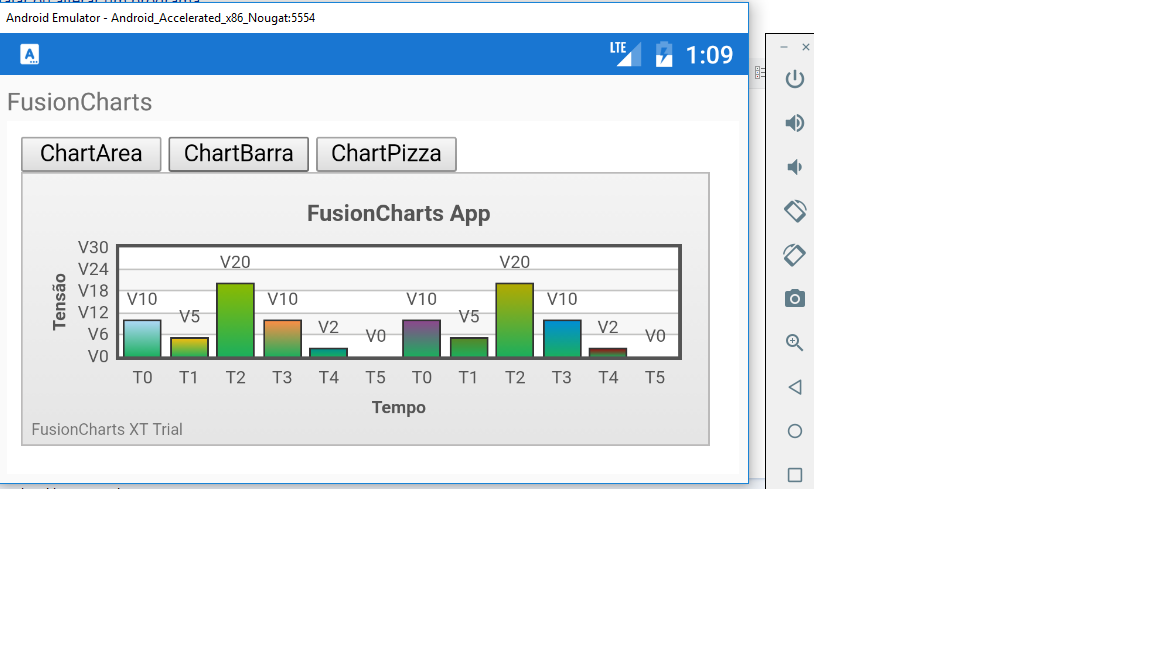 Android Emulator - Android_Accelerated_x86_Nougat:5554
A
LTE 1:09
FusionCharts
ChartArea ChartBarra ChartPizza
FusionCharts App
Tensão
V30
V24
V18
V12
V6
V0
V10 V5 V20 V10 V2 V0 V10 V5 V20 V10 V2 V0
T0 T1 T2 T3 T4 T5 T0 T1 T2 T3 T4 T5
Tempo
FusionCharts XT Trial